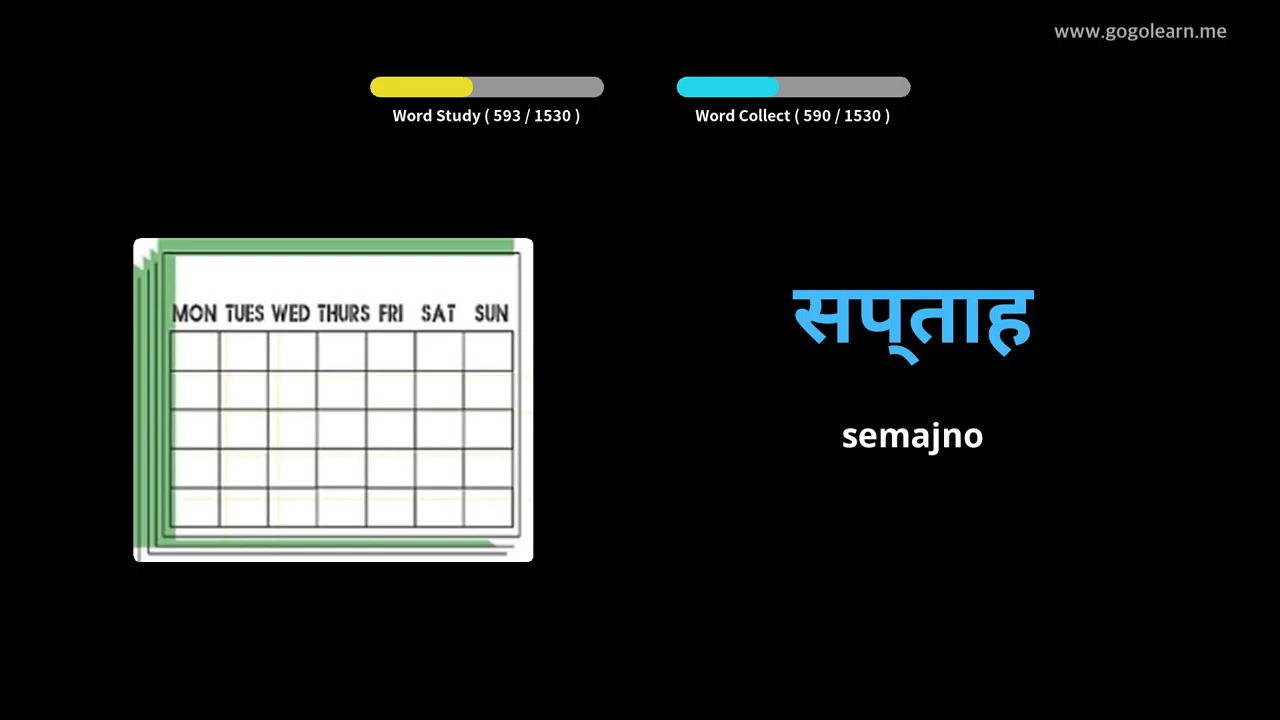 www.gogolearn.me
Word Study ( 593 / 1530 )
Word Collect ( 590 / 1530 )
MON TUES WED THURS FRI SAT SUN
सप्‌ताह
semajno